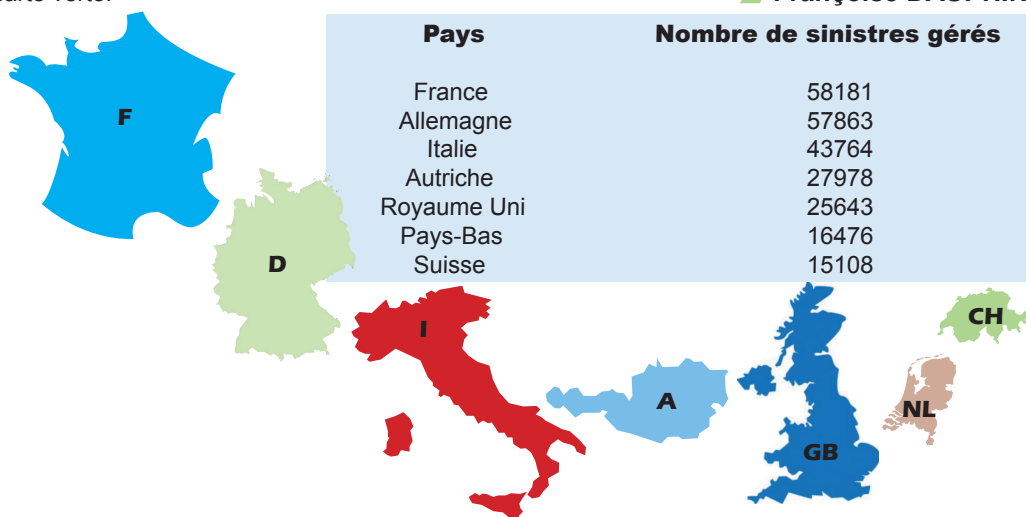 Pays Nombre de sinistres gérés
France 58181
Allemagne 57863
Italie 43764
Autriche 27978
Royaume Uni 25643
Pays-Bas 16476
Suisse 15108
F
D
I
A
GB
NL
CH